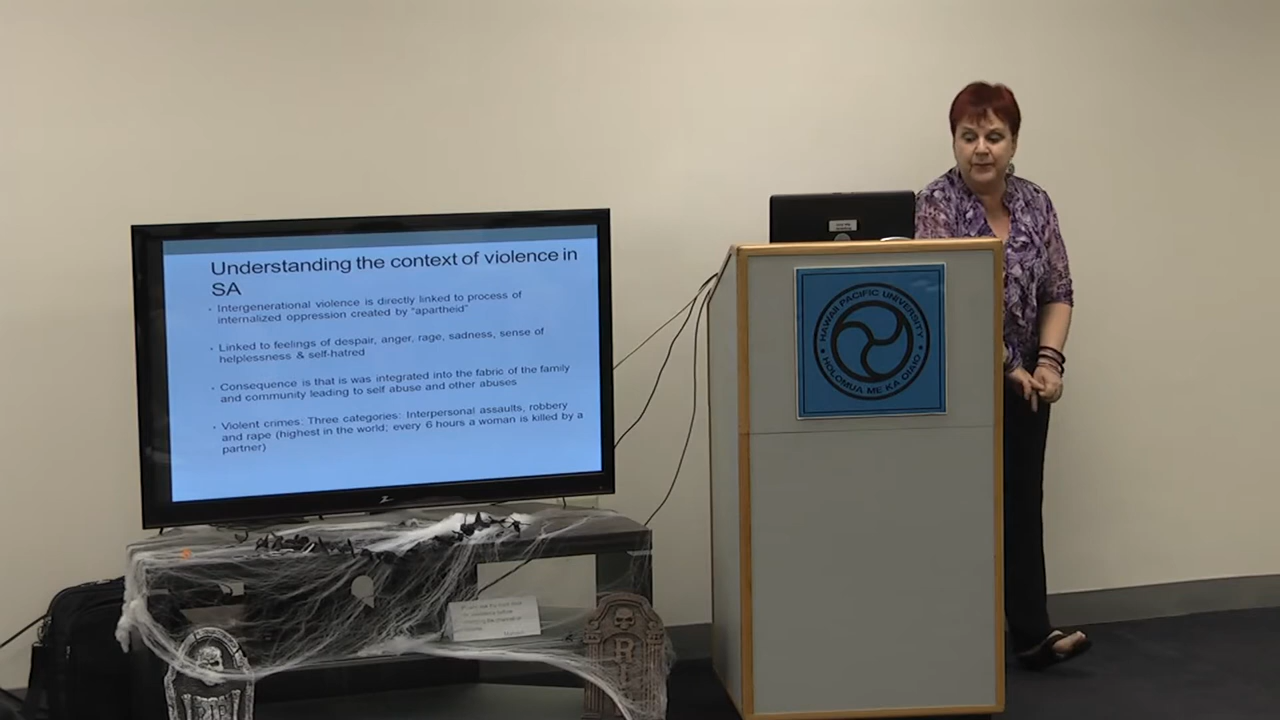 Understanding the context of violence in
SA
Intergenerational violence is directly linked to process of
internalized oppression created by "apartheid"
Linked to feelings of despair, anger, rage, sadness, sense of
helplessness & self-hatred
Consequence is that is was integrated into the fabric of the family
and community leading to self abuse and other abuses
Violent crimes: Three categories: Interpersonal assaults, robbery
and rape (highest in the world; every 6 hours a woman is killed by a
partner)
HAWAI'I PACIFIC UNIVERSITY
HOLOMUA ME KA OIAIO
RIP
R